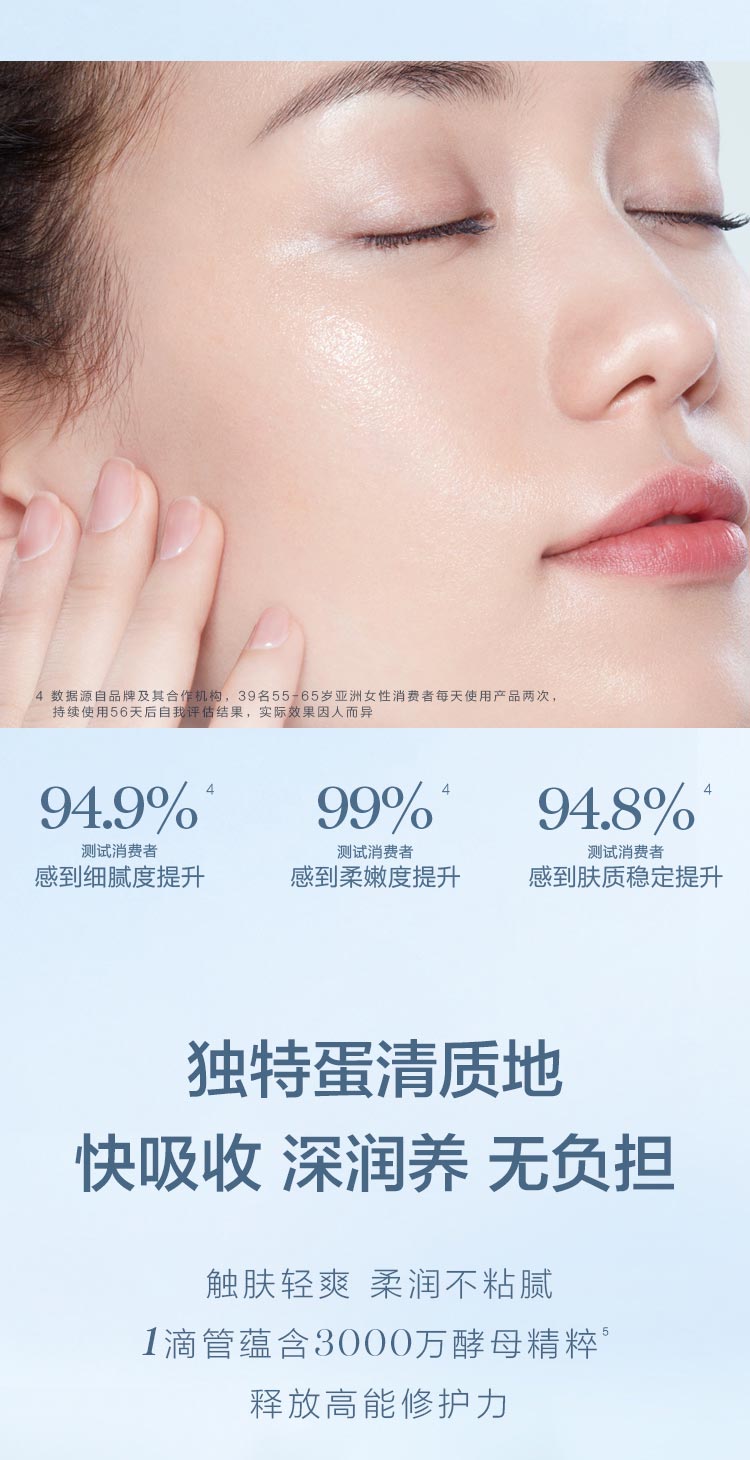 4 数据源自品牌及其合作机构，39名55-65岁亚洲女性消费者每天使用产品两次，
持续使用56天后自我评估结果，实际效果因人而异
94.9%4
测试消费者
感到细腻度提升
99%4
测试消费者
感到柔嫩度提升
94.8%4
测试消费者
感到肤质稳定提升
独特蛋清质地
快吸收 深润养 无负担
触肤轻爽 柔润不粘腻
1滴管蕴含3000万酵母精粹5
释放高能修护力